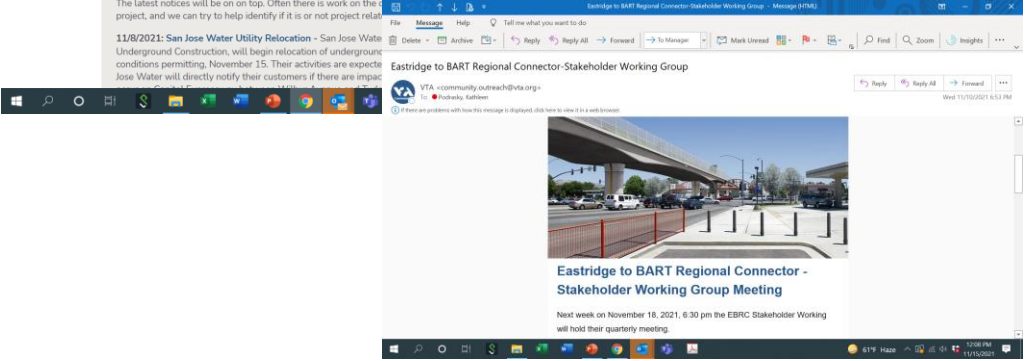 The latest notices will be on on top. Often there is work on the
project, and we can try to help identify if it is or not project relat
11/8/2021: San Jose Water Utility Relocation - San Jose Wate
Underground Construction, will begin relocation of underground
conditions permitting, November 15. Their activities are expecte
Jose Water will directly notify their customers if there are impac
Eastridge to BART Regional Connector-Stakeholder Working Group - Message (HTML)
File Message Help Tell me what you want to do
Delete Archive Reply Reply All Forward To Manager Mark Unread Find Zoom Insights ...
Eastridge to BART Regional Connector-Stakeholder Working Group
VTA <community.outreach@vta.org>
To Podrasky, Kathleen
Reply Reply All Forward ...
Wed 11/10/2021 6:53 PM
If there are problems with how this message is displayed, click here to view it in a web browser.
Eastridge to BART Regional Connector -
Stakeholder Working Group Meeting
Next week on November 18, 2021, 6:30 pm the EBRC Stakeholder Working
will hold their quarterly meeting.
61°F Haze
12:08 PM
11/15/2021